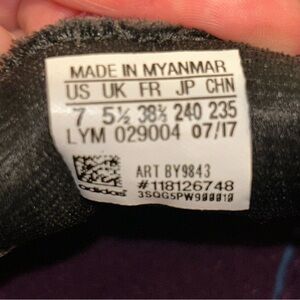 MADE IN MYANMAR
US UK FR JP CHN
7 5½ 38⅔ 240 235
LYM 029004 07/17
ART BY9843
#118126748
adidas